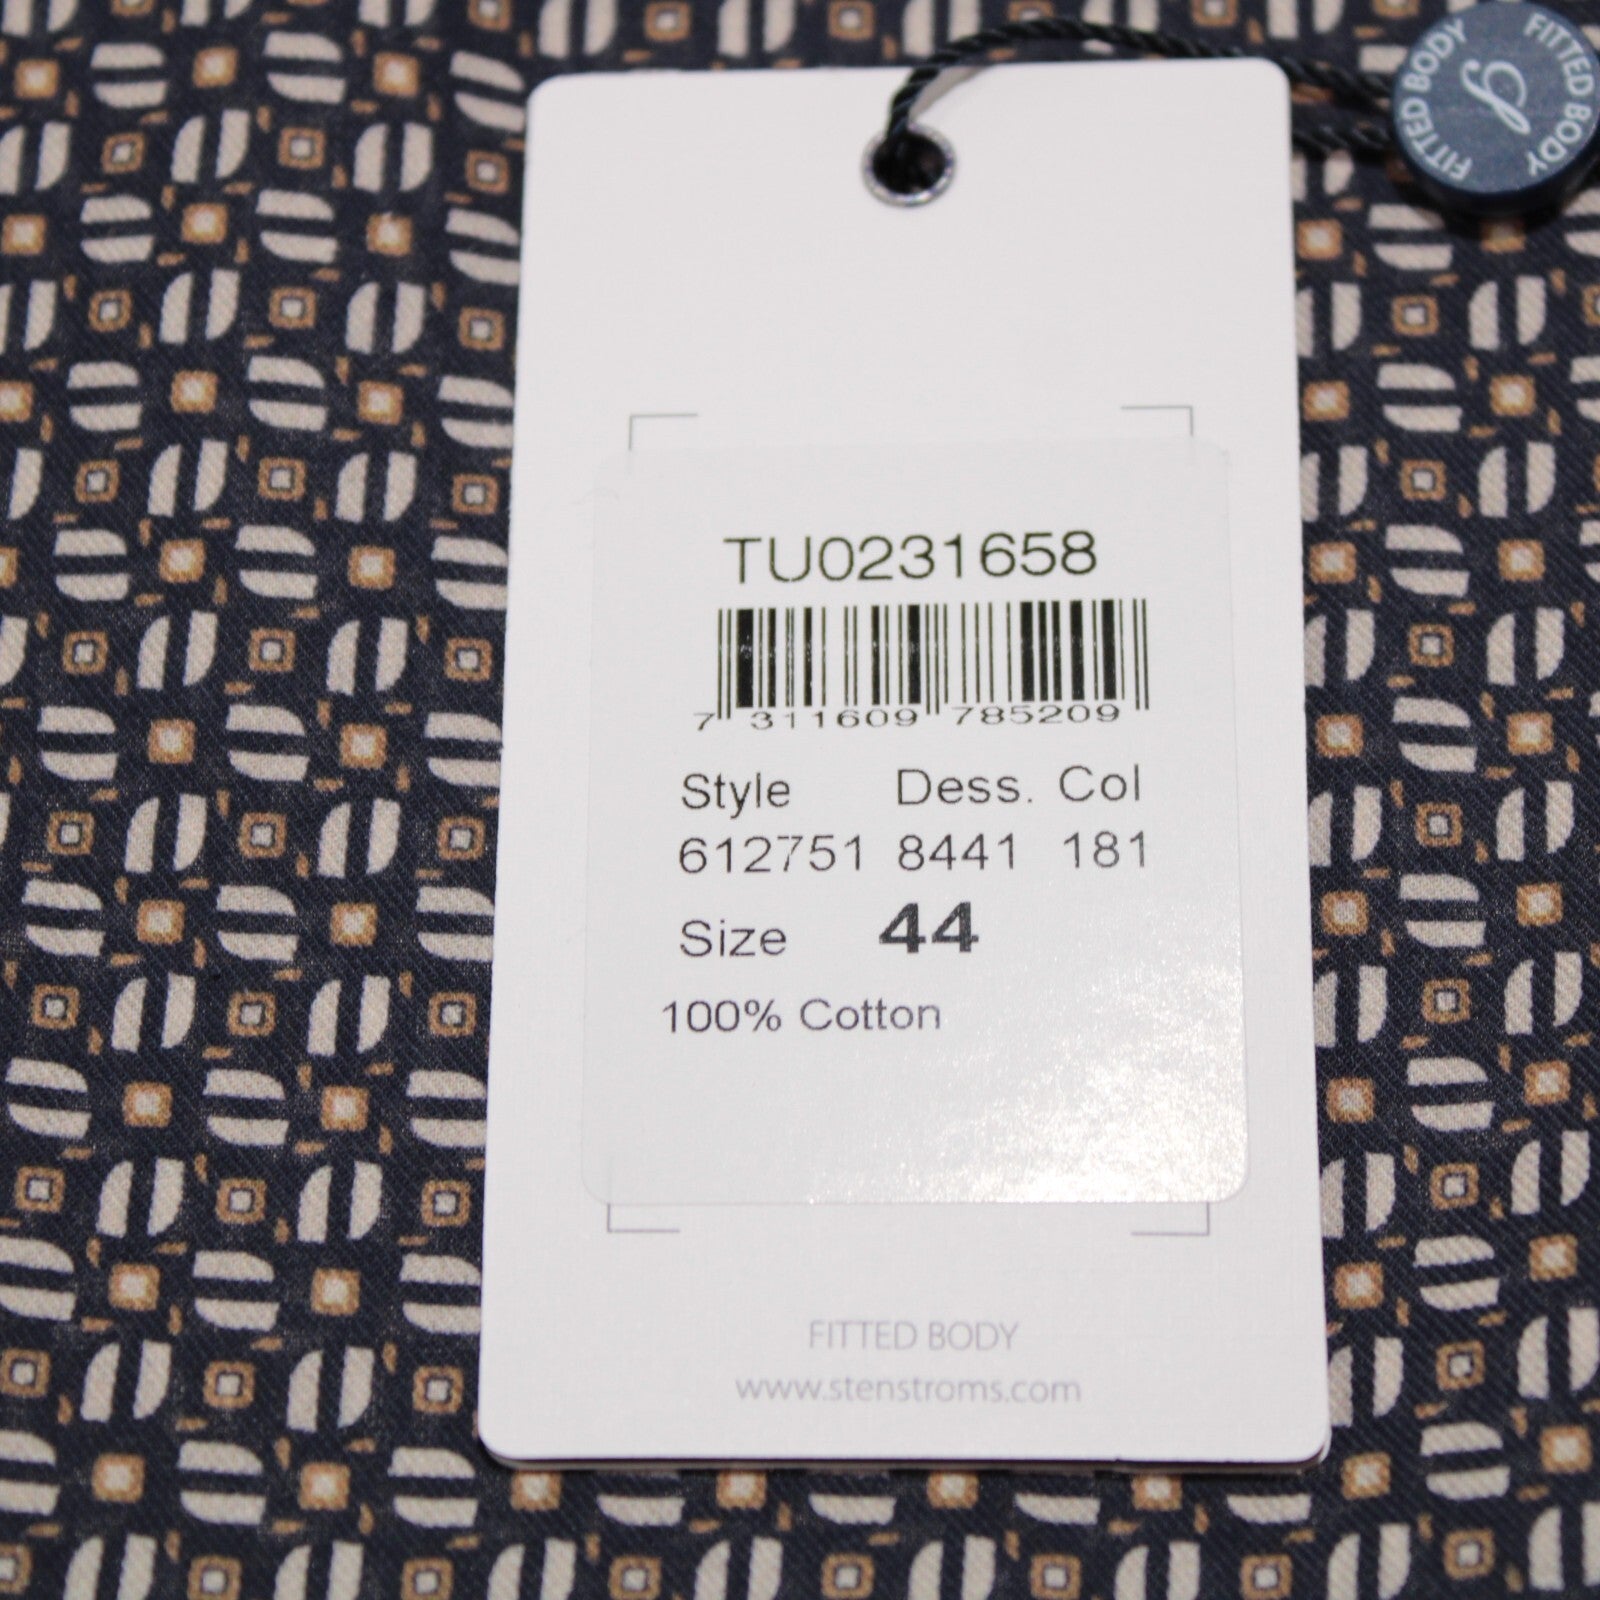 FITTED BODY
FITTED BODY
TU0231658
7 311609 785209
Style Dess. Col
612751 8441 181
Size 44
100% Cotton
FITTED BODY
www.stenstroms.com